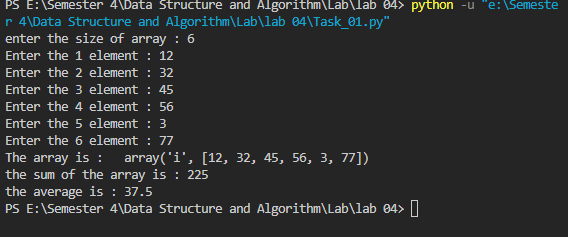 PS E:\Semester 4\Data Structure and Algorithm\Lab\lab 04> python -u "e:\Semeste
r 4\Data Structure and Algorithm\Lab\lab 04\Task_01.py"
enter the size of array : 6
Enter the 1 element : 12
Enter the 2 element : 32
Enter the 3 element : 45
Enter the 4 element : 56
Enter the 5 element : 3
Enter the 6 element : 77
The array is :   array('i', [12, 32, 45, 56, 3, 77])
the sum of the array is : 225
the average is : 37.5
PS E:\Semester 4\Data Structure and Algorithm\Lab\lab 04>